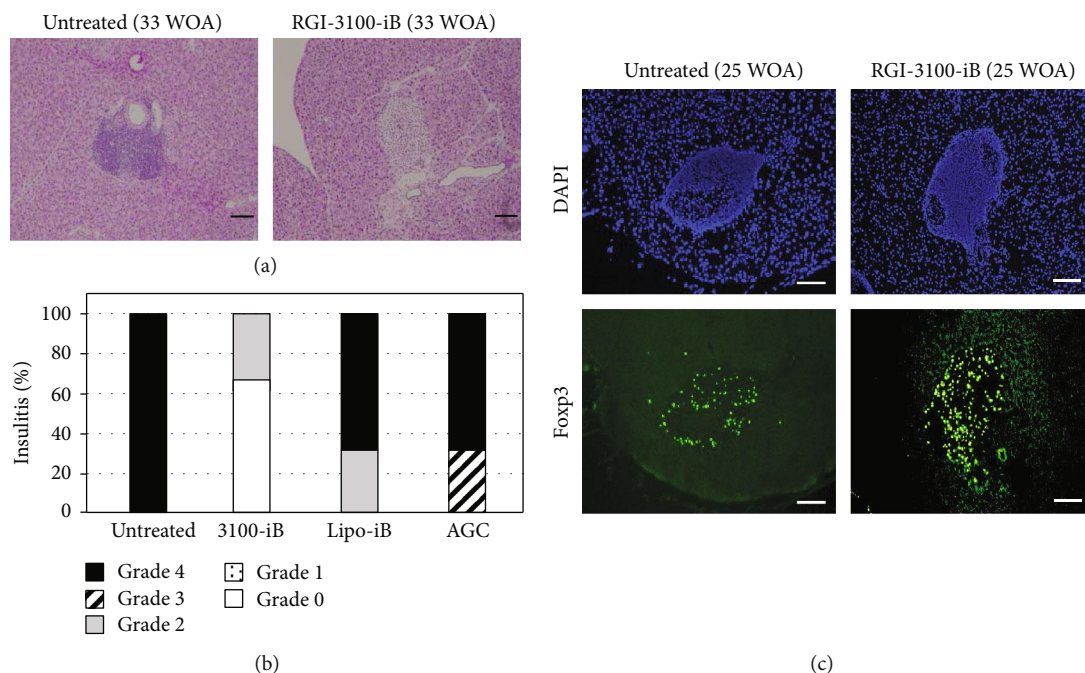 Untreated (33 WOA)
RGI-3100-iB (33 WOA)
(a)
Insulitis (%)
100
80
60
40
20
0
Untreated
3100-iB
Lipo-iB
AGC
Grade 4
Grade 3
Grade 2
Grade 1
Grade 0
(b)
Untreated (25 WOA)
RGI-3100-iB (25 WOA)
DAPI
Foxp3
(c)